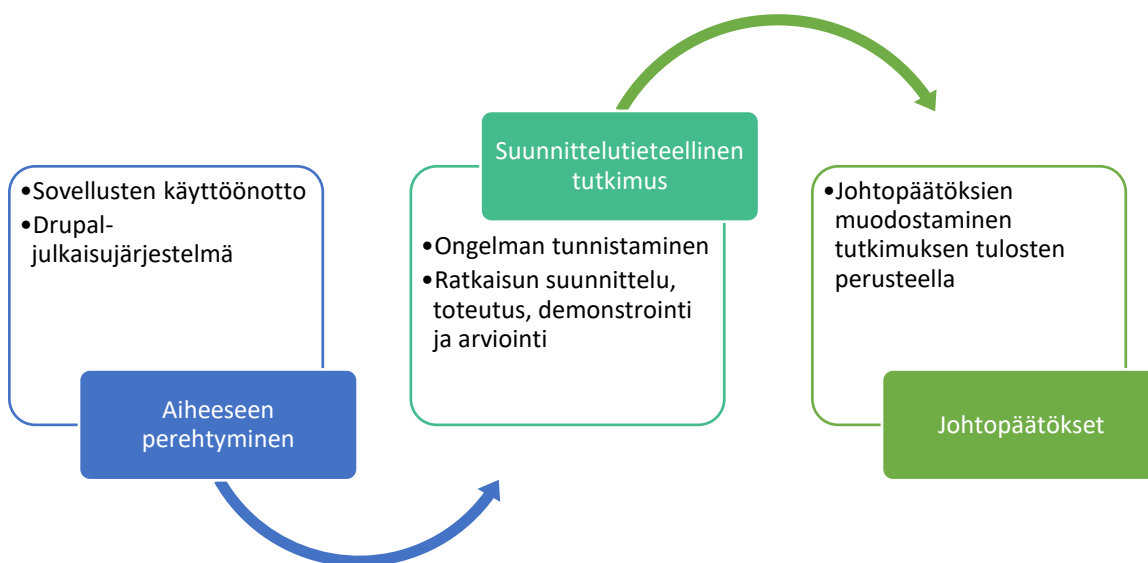 •Sovellusten käyttöönotto
•Drupal-
julkaisujärjestelmä
Aiheeseen
perehtyminen
Suunnittelutieteellinen
tutkimus
•Ongelman tunnistaminen
•Ratkaisun suunnittelu,
toteutus, demonstrointi
ja arviointi
•Johtopäätöksien
muodostaminen
tutkimuksen tulosten
perusteella
Johtopäätökset